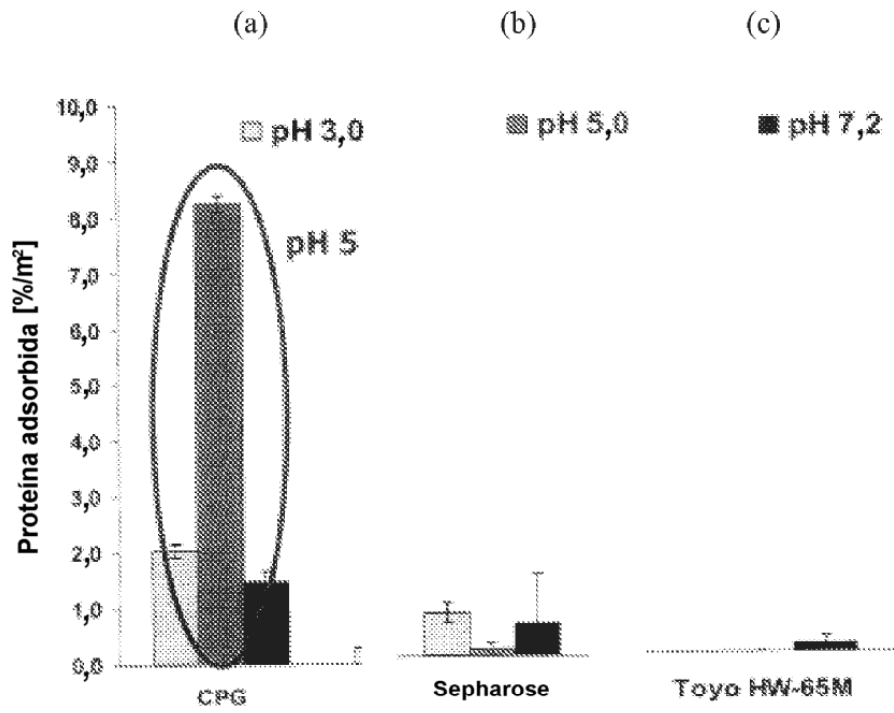 (a) (b) (c)
pH 3,0 pH 5,0 pH 7,2
pH 5
Proteína adsorbida [%/m²]
10,0
9,0
8,0
7,0
6,0
5,0
4,0
3,0
2,0
1,0
0,0
CPG Sepharose Toyo HW-65M